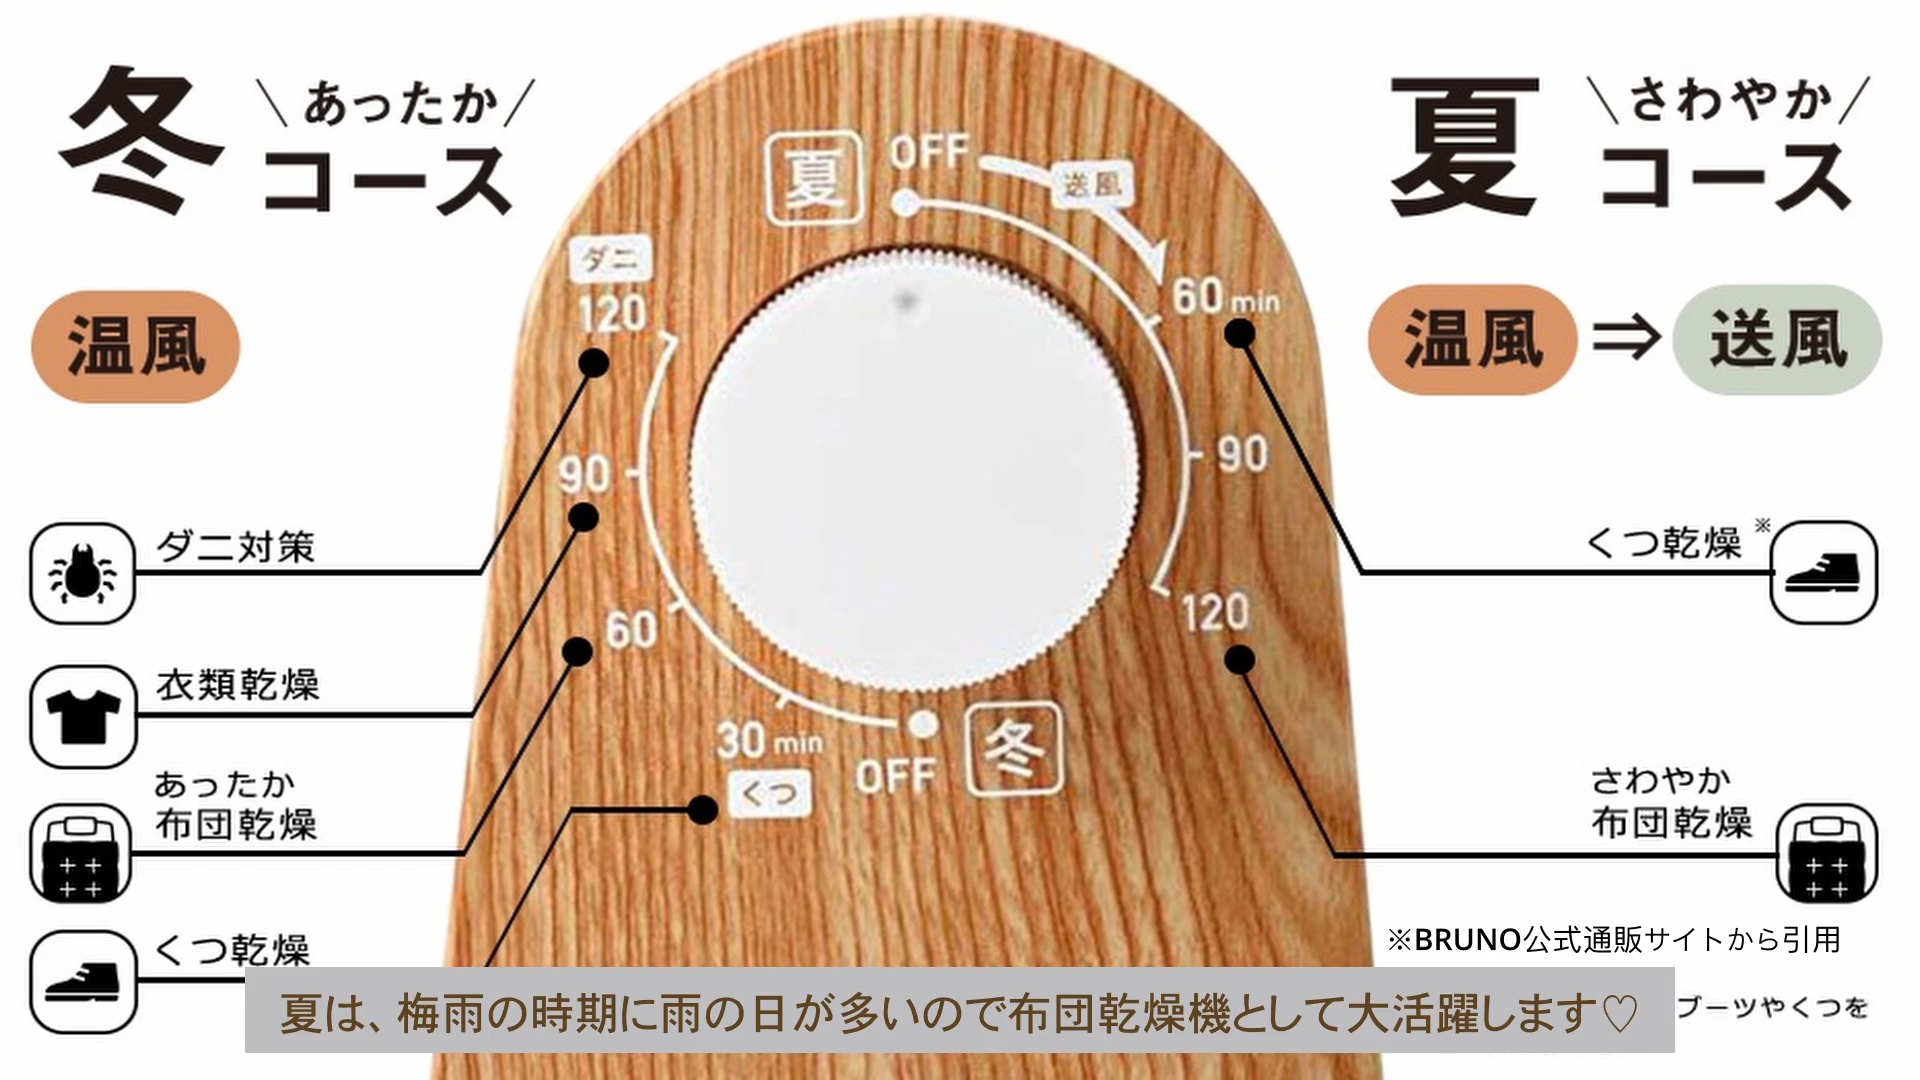 冬
\ あったか /
コース
温風
ダニ対策
衣類乾燥
あったか
布団乾燥
くつ乾燥
夏
OFF
送風
60 min
90
120
ダニ
120
90
60
30 min
くつ
OFF
冬
夏
\ さわやか /
コース
温風 ⇒ 送風
くつ乾燥 ※
さわやか
布団乾燥
※BRUNO公式通販サイトから引用
ブーツやくつを
夏は、梅雨の時期に雨の日が多いので布団乾燥機として大活躍します♡